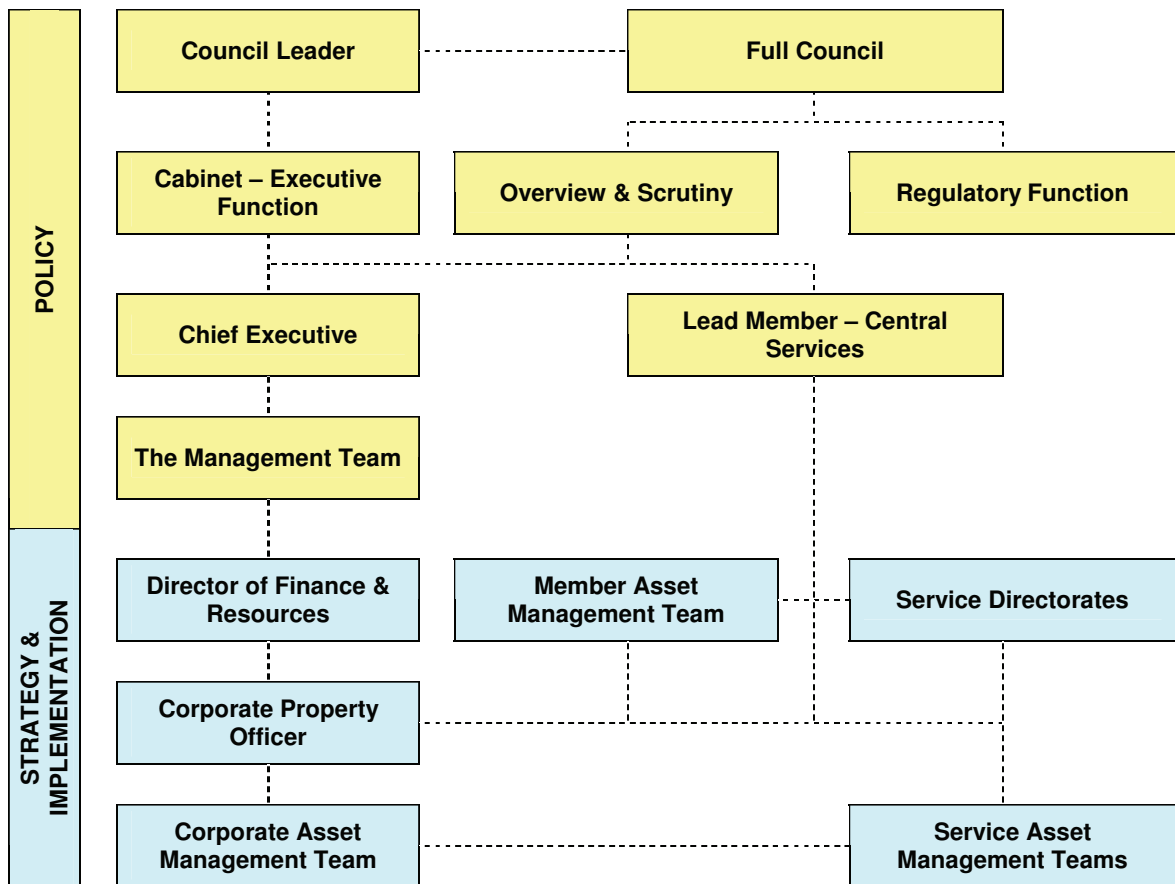 POLICY
Council Leader
Full Council
Cabinet – Executive
Function
Overview & Scrutiny
Regulatory Function
Chief Executive
Lead Member – Central
Services
The Management Team
STRATEGY &
IMPLEMENTATION
Director of Finance &
Resources
Member Asset
Management Team
Service Directorates
Corporate Property
Officer
Corporate Asset
Management Team
Service Asset
Management Teams